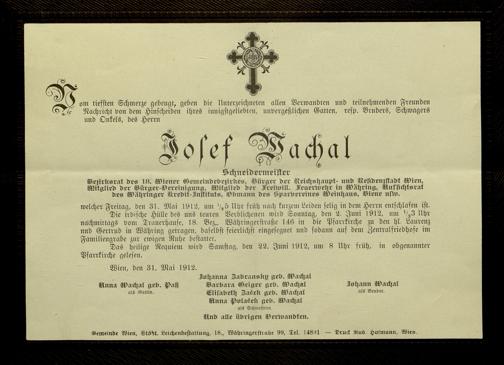 Vom tiefsten Schmerze gebeugt, geben die Unterzeichneten allen Verwandten und teilnehmenden Freunden
Nachricht von dem Hinscheiden ihres innigstgeliebten, unvergeßlichen Gatten, resp. Bruders, Schwagers
und Onkels, des Herrn
Josef Wachal
Schneidermeister
Bezirksrat des 18. Wiener Gemeindebezirkes, Bürger der Reichshaupt- und Residenzstadt Wien,
Mitglied der Bürger-Vereinigung, Mitglied der Freiwill. Feuerwehr in Währing, Aufsichtsrat
des Währinger Kredit-Instituts, Obmann des Sparvereines Weinhaus, Wiens usw.
welcher Freitag, den 31. Mai 1912, um 1/25 Uhr früh nach kurzem Leiden selig in dem Herrn entschlafen ist.
Die irdische Hülle des uns teuren Verblichenen wird Sonntag, den 2. Juni 1912, um 1/23 Uhr
nachmittags vom Trauerhause, 18. Bez., Währingerstraße 146 in die Pfarrkirche zu den hl. Laurenz
und Gertrud in Währing getragen, daselbst feierlichst eingesegnet und sodann auf dem Zentralfriedhofe im
Familiengrabe zur ewigen Ruhe bestattet.
Das heilige Requiem wird Samstag, den 22. Juni 1912, um 8 Uhr früh, in obgenannter
Pfarrkirche gelesen.
Wien, den 31. Mai 1912.
Johanna Zadransky geb. Wachal
Anna Wachal geb. Paß
Barbara Geiger geb. Wachal
Johann Wachal
als Gattin.
Elisabeth Zašek geb. Wachal
als Bruder.
Anna Polašek geb. Wachal
als Schwestern.
Und alle übrigen Verwandten.
Gemeinde Wien, Städt. Leichenbestattung, 18., Währingerstraße 99, Tel. 14881 — Druck Rud. Hofmann, Wien.